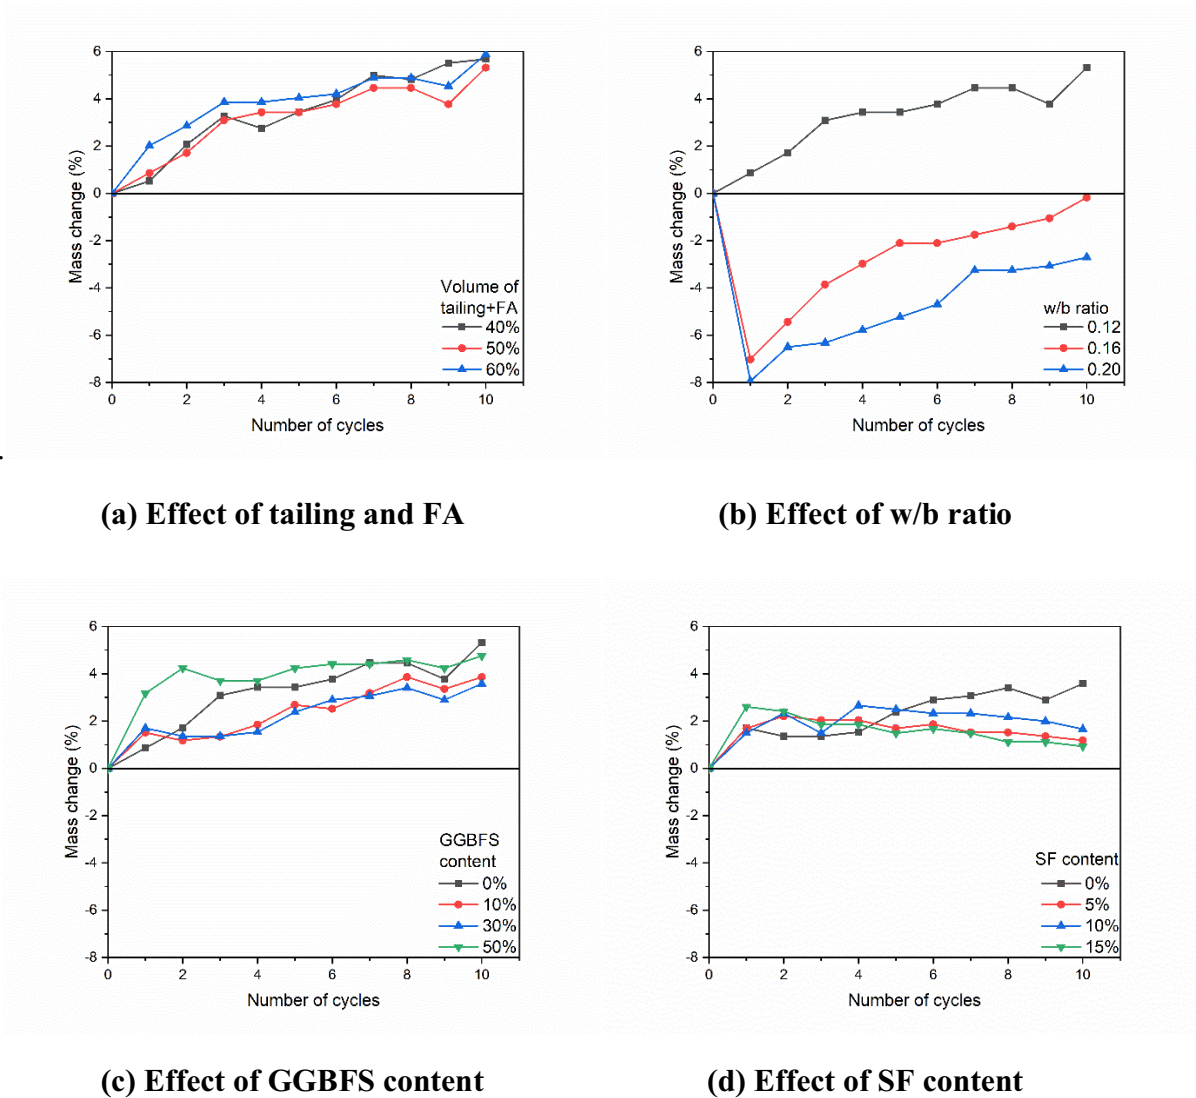 6
4
2
0
-2
-4
-6
-8
Mass change (%)
Volume of
tailing+FA
40%
50%
60%
0 2 4 6 8 10
Number of cycles
6
4
2
0
-2
-4
-6
-8
Mass change (%)
w/b ratio
0.12
0.16
0.20
0 2 4 6 8 10
Number of cycles
(a) Effect of tailing and FA
(b) Effect of w/b ratio
6
4
2
0
-2
-4
-6
-8
Mass change (%)
GGBFS
content
0%
10%
30%
50%
0 2 4 6 8 10
Number of cycles
6
4
2
0
-2
-4
-6
-8
Mass change (%)
SF content
0%
5%
10%
15%
0 2 4 6 8 10
Number of cycles
(c) Effect of GGBFS content
(d) Effect of SF content